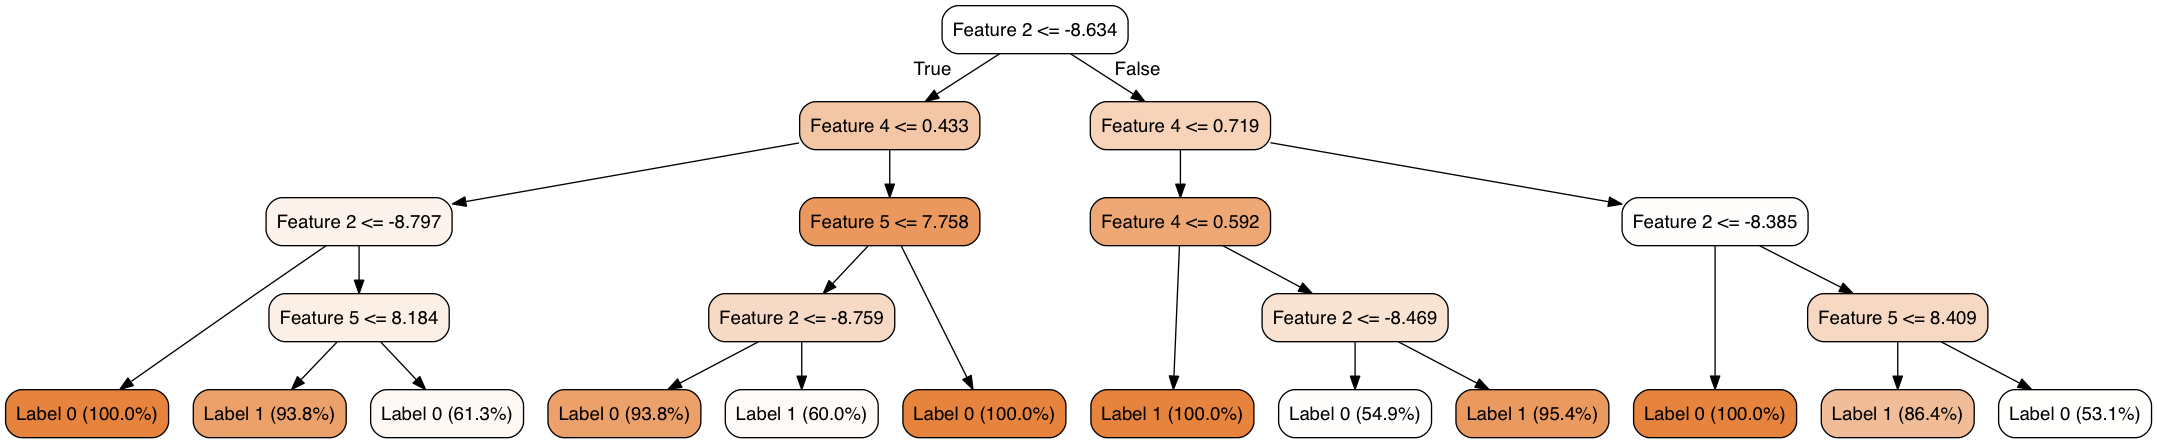 Feature 2 <= -8.634
True
False
Feature 4 <= 0.433
Feature 4 <= 0.719
Feature 2 <= -8.797
Feature 5 <= 7.758
Feature 4 <= 0.592
Feature 2 <= -8.385
Feature 5 <= 8.184
Feature 2 <= -8.759
Feature 2 <= -8.469
Feature 5 <= 8.409
Label 0 (100.0%)
Label 1 (93.8%)
Label 0 (61.3%)
Label 0 (93.8%)
Label 1 (60.0%)
Label 0 (100.0%)
Label 1 (100.0%)
Label 0 (54.9%)
Label 1 (95.4%)
Label 0 (100.0%)
Label 1 (86.4%)
Label 0 (53.1%)